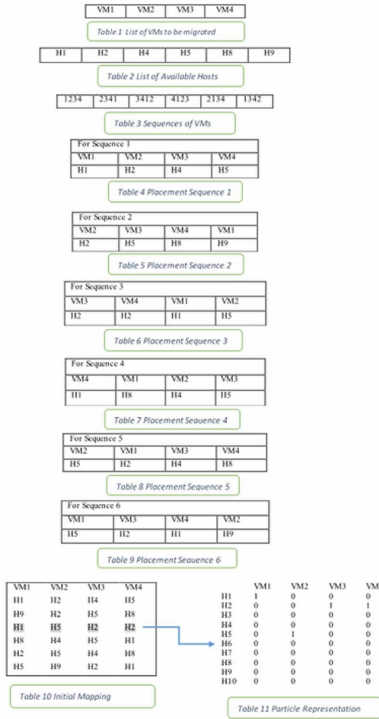 VM1 VM2 VM3 VM4
Table 1 List of VMs to be migrated
H1 H2 H4 H5 H8 H9
Table 2 List of Available Hosts
1234 2341 3412 4123 2134 1342
Table 3 Sequences of VMs
For Sequence 1
VM1 VM2 VM3 VM4
H1 H2 H4 H5
Table 4 Placement Sequence 1
For Sequence 2
VM2 VM3 VM4 VM1
H2 H5 H8 H9
Table 5 Placement Sequence 2
For Sequence 3
VM3 VM4 VM1 VM2
H2 H2 H1 H5
Table 6 Placement Sequence 3
For Sequence 4
VM4 VM1 VM2 VM3
H1 H8 H4 H5
Table 7 Placement Sequence 4
For Sequence 5
VM2 VM1 VM3 VM4
H5 H2 H4 H8
Table 8 Placement Sequence 5
For Sequence 6
VM1 VM3 VM4 VM2
H5 H2 H1 H9
Table 9 Placement Sequence 6
VM1 VM2 VM3 VM4
H1 H2 H4 H5
H9 H2 H5 H8
H1 H5 H2 H2
H8 H4 H5 H1
H2 H5 H4 H8
H5 H9 H2 H1
Table 10 Initial Mapping
VM1 VM2 VM3 VM
H1 1 0 0 0
H2 0 0 1 1
H3 0 0 0 0
H4 0 0 0 0
H5 0 1 0 0
H6 0 0 0 0
H7 0 0 0 0
H8 0 0 0 0
H9 0 0 0 0
H10 0 0 0 0
Table 11 Particle Representation